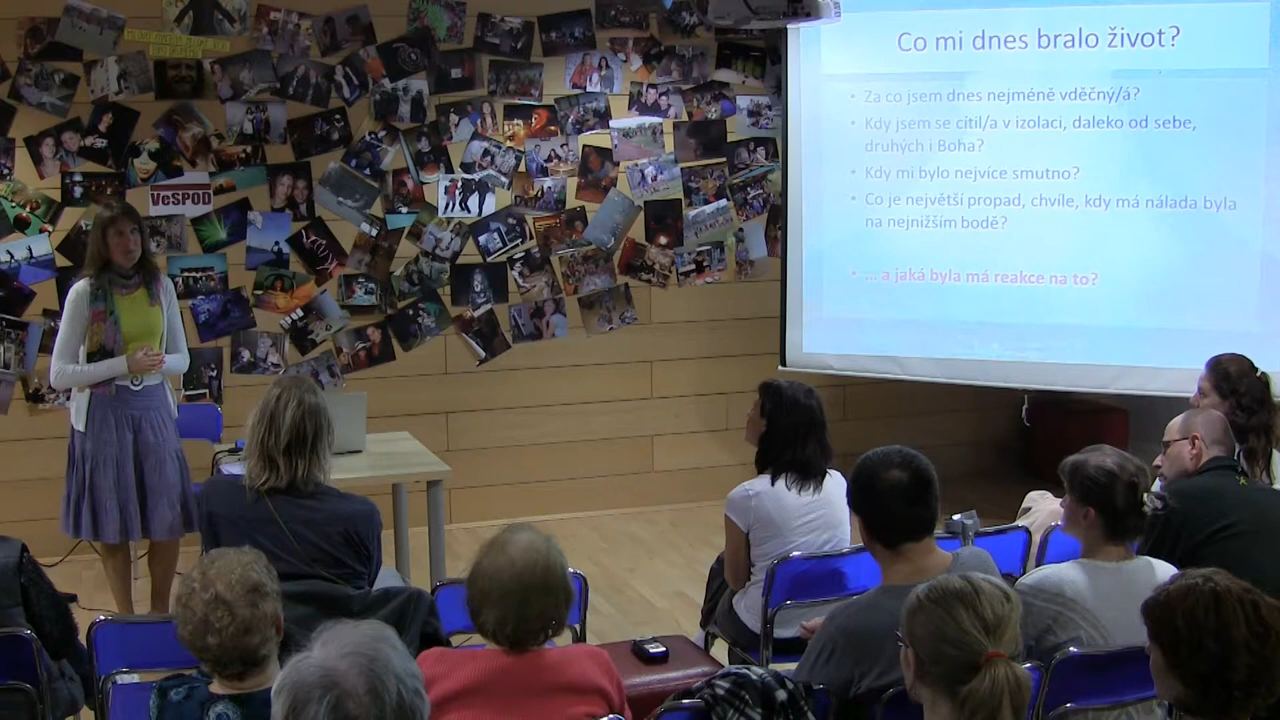 Co mi dnes bralo život?
• Za co jsem dnes nejméně vděčný/á?
• Kdy jsem se cítil/a v izolaci, daleko od sebe,
druhých i Boha?
• Kdy mi bylo nejvíce smutno?
• Co je největší propad, chvíle, kdy má nálada byla
na nejnižším bodě?
• ... a jaká byla má reakce na to?
VeSPOD